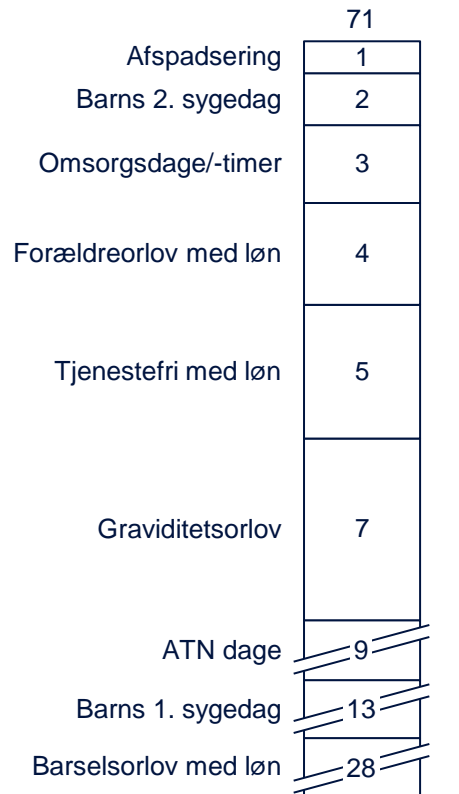 71
Afspadsering 1
Barns 2. sygedag 2
Omsorgsdage/-timer 3
Forældreorlov med løn 4
Tjenestefri med løn 5
Graviditetsorlov 7
ATN dage 9
Barns 1. sygedag 13
Barselsorlov med løn 28